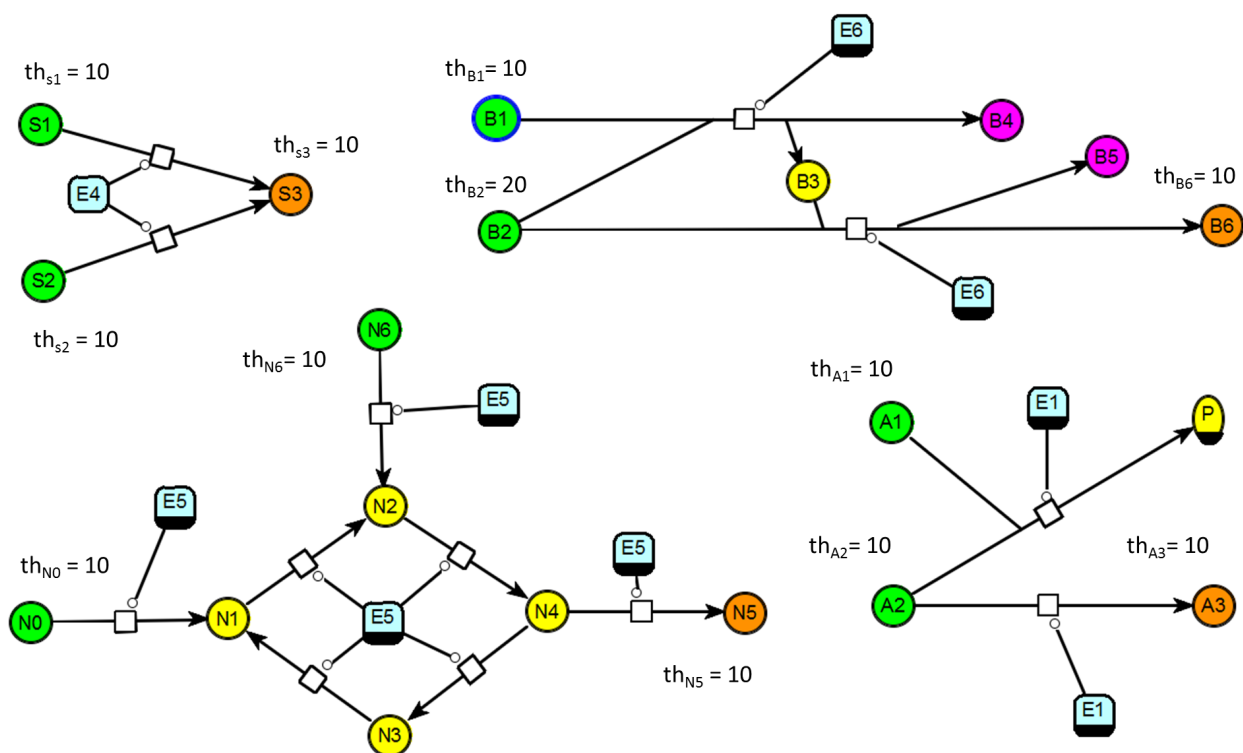 th_s1 = 10
S1
E4
S2
th_s2 = 10
th_s3 = 10
S3
E6
th_B1= 10
B1
B4
B5
B3
th_B2= 20
B2
th_B6= 10
B6
E6
N6
th_N6= 10
E5
E5
N2
th_N0= 10
N0
N1
E5
E5
N4
N5
th_N5= 10
N3
th_A1= 10
A1
E1
P
th_A2= 10
A2
th_A3= 10
A3
E1